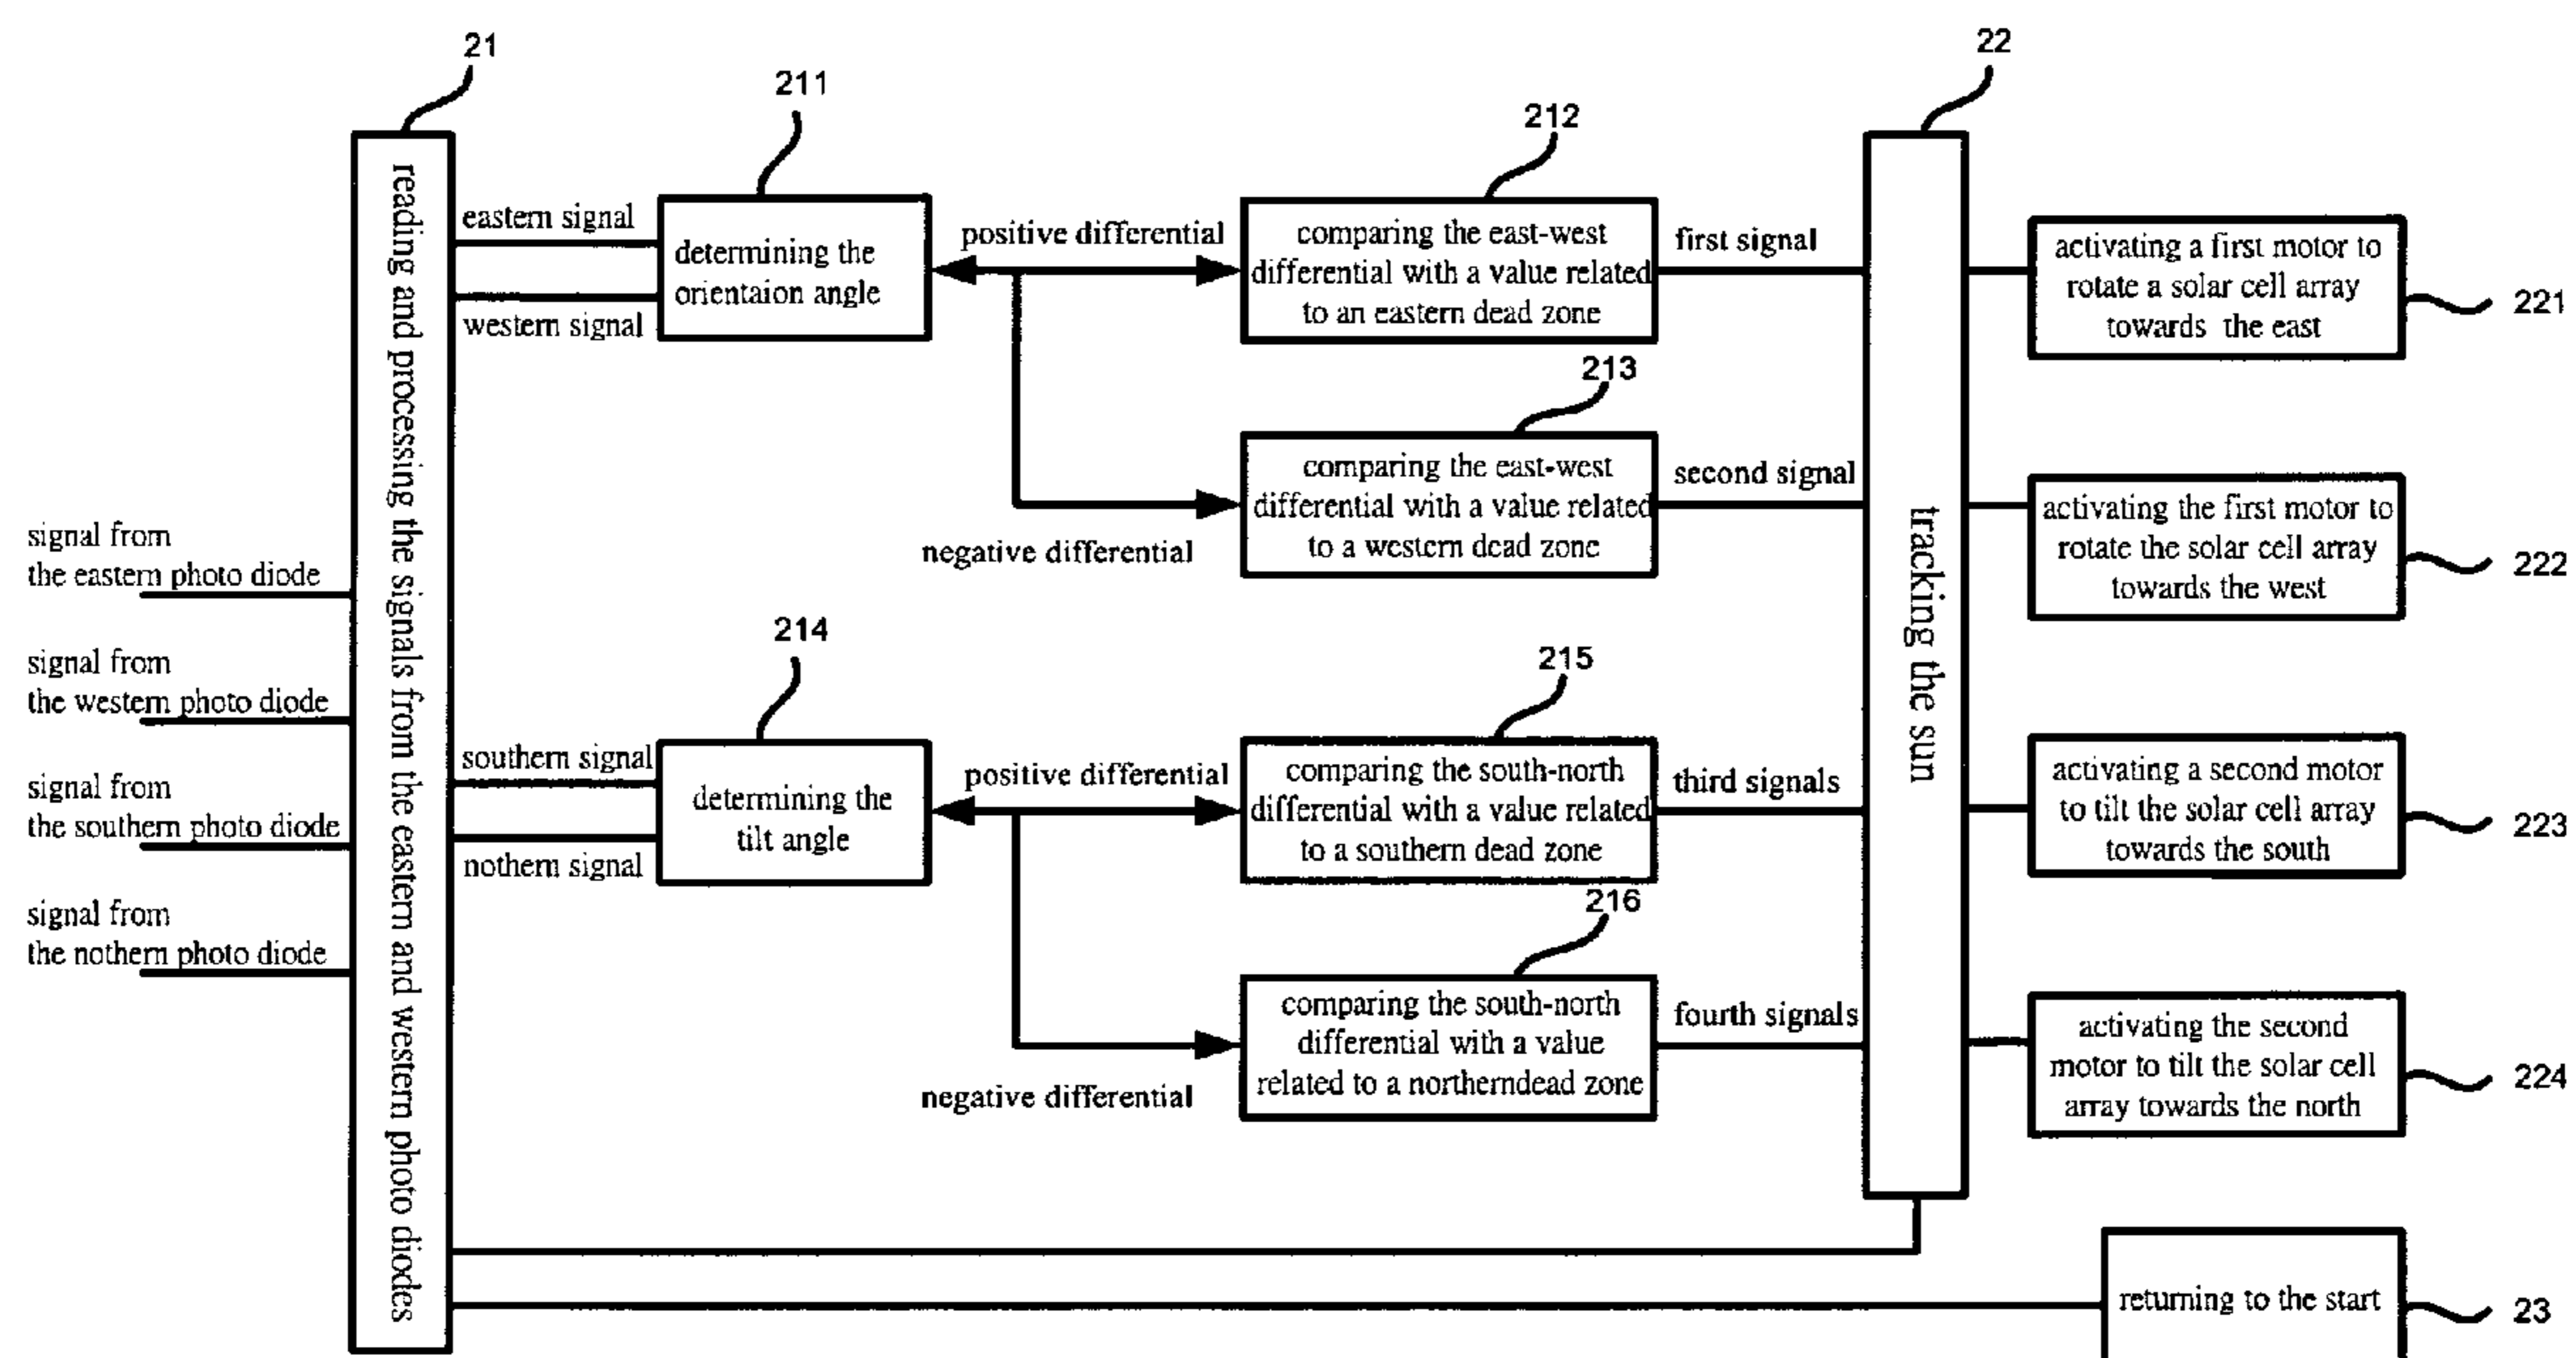 21
22
211
212
reading and processing the signals from the eastern and western photo diodes
eastern signal
western signal
determining the
orientaion angle
positive differential
negative differential
comparing the east-west
differential with a value related
to an eastern dead zone
first signal
tracking the sun
activating a first motor to
rotate a solar cell array
towards the east
221
213
comparing the east-west
differential with a value related
to a western dead zone
second signal
activating the first motor to
rotate the solar cell array
towards the west
222
signal from
the eastern photo diode
signal from
the western photo diode
signal from
the southern photo diode
signal from
the nothern photo diode
214
southern signal
nothern signal
determining the
tilt angle
positive differential
negative differential
215
comparing the south-north
differential with a value related
to a southern dead zone
third signals
activating a second motor
to tilt the solar cell array
towards the south
223
216
comparing the south-north
differential with a value
related to a northerndead zone
fourth signals
activating the second
motor to tilt the solar cell
array towards the north
224
returning to the start
23